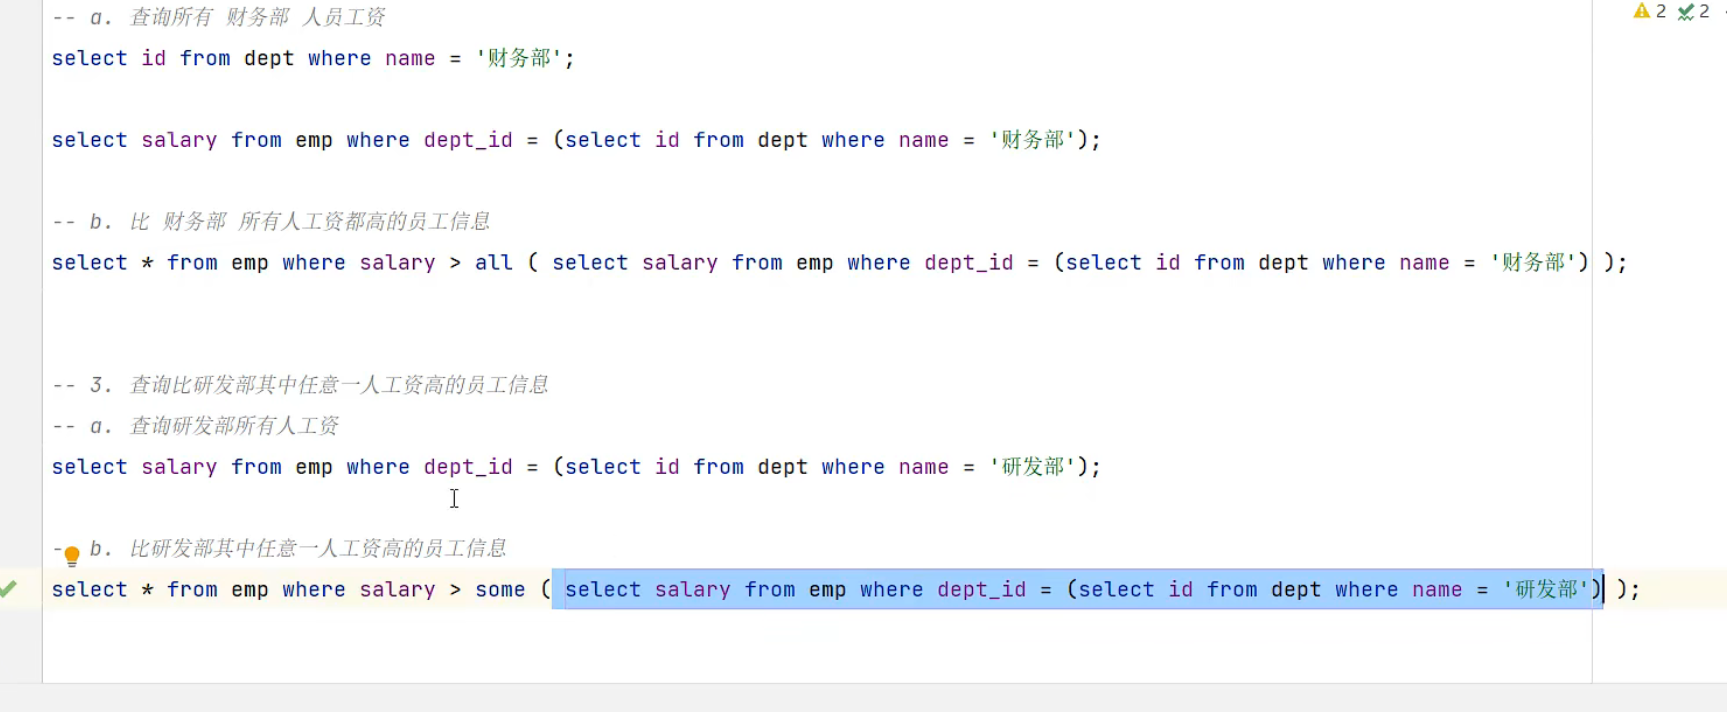 -- a. 查询所有 财务部 人员工资
2 2
select id from dept where name = '财务部';
select salary from emp where dept_id = (select id from dept where name = '财务部');
-- b. 比 财务部 所有人工资都高的员工信息
select * from emp where salary > all ( select salary from emp where dept_id = (select id from dept where name = '财务部') );
-- 3. 查询比研发部其中任意一人工资高的员工信息
-- a. 查询研发部所有人工资
select salary from emp where dept_id = (select id from dept where name = '研发部');
- b. 比研发部其中任意一人工资高的员工信息
select * from emp where salary > some ( select salary from emp where dept_id = (select id from dept where name = '研发部') );